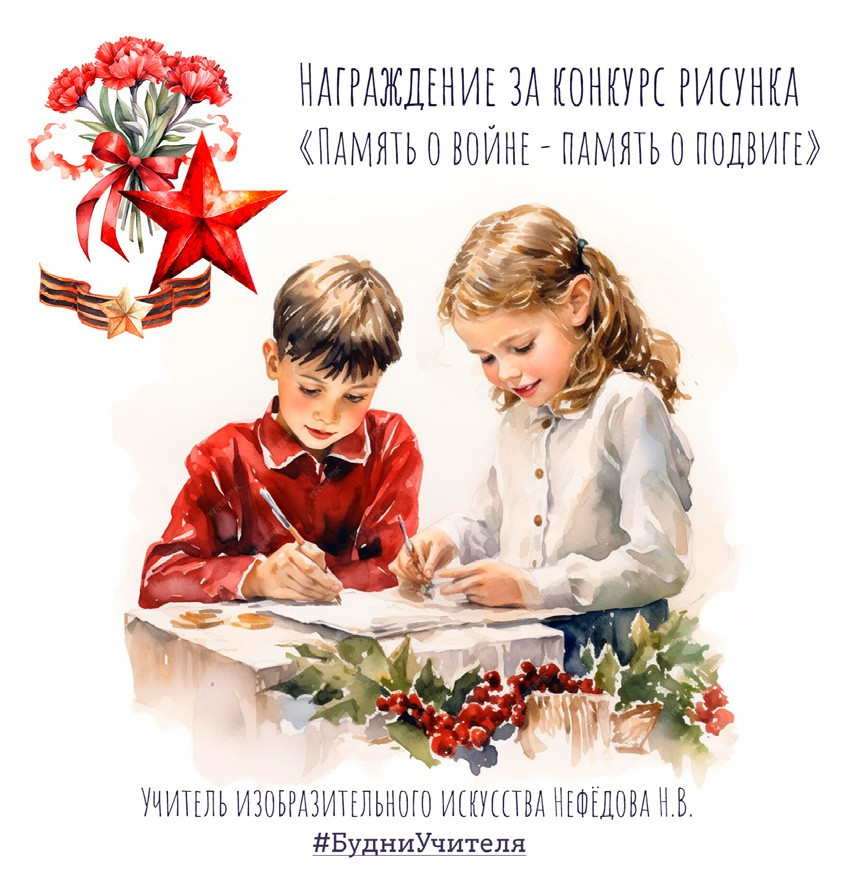 Награждение за конкурс рисунка
«Память о войне - память о подвиге»
Учитель изобразительного искусства Нефёдова Н.В.
#БудниУчителя